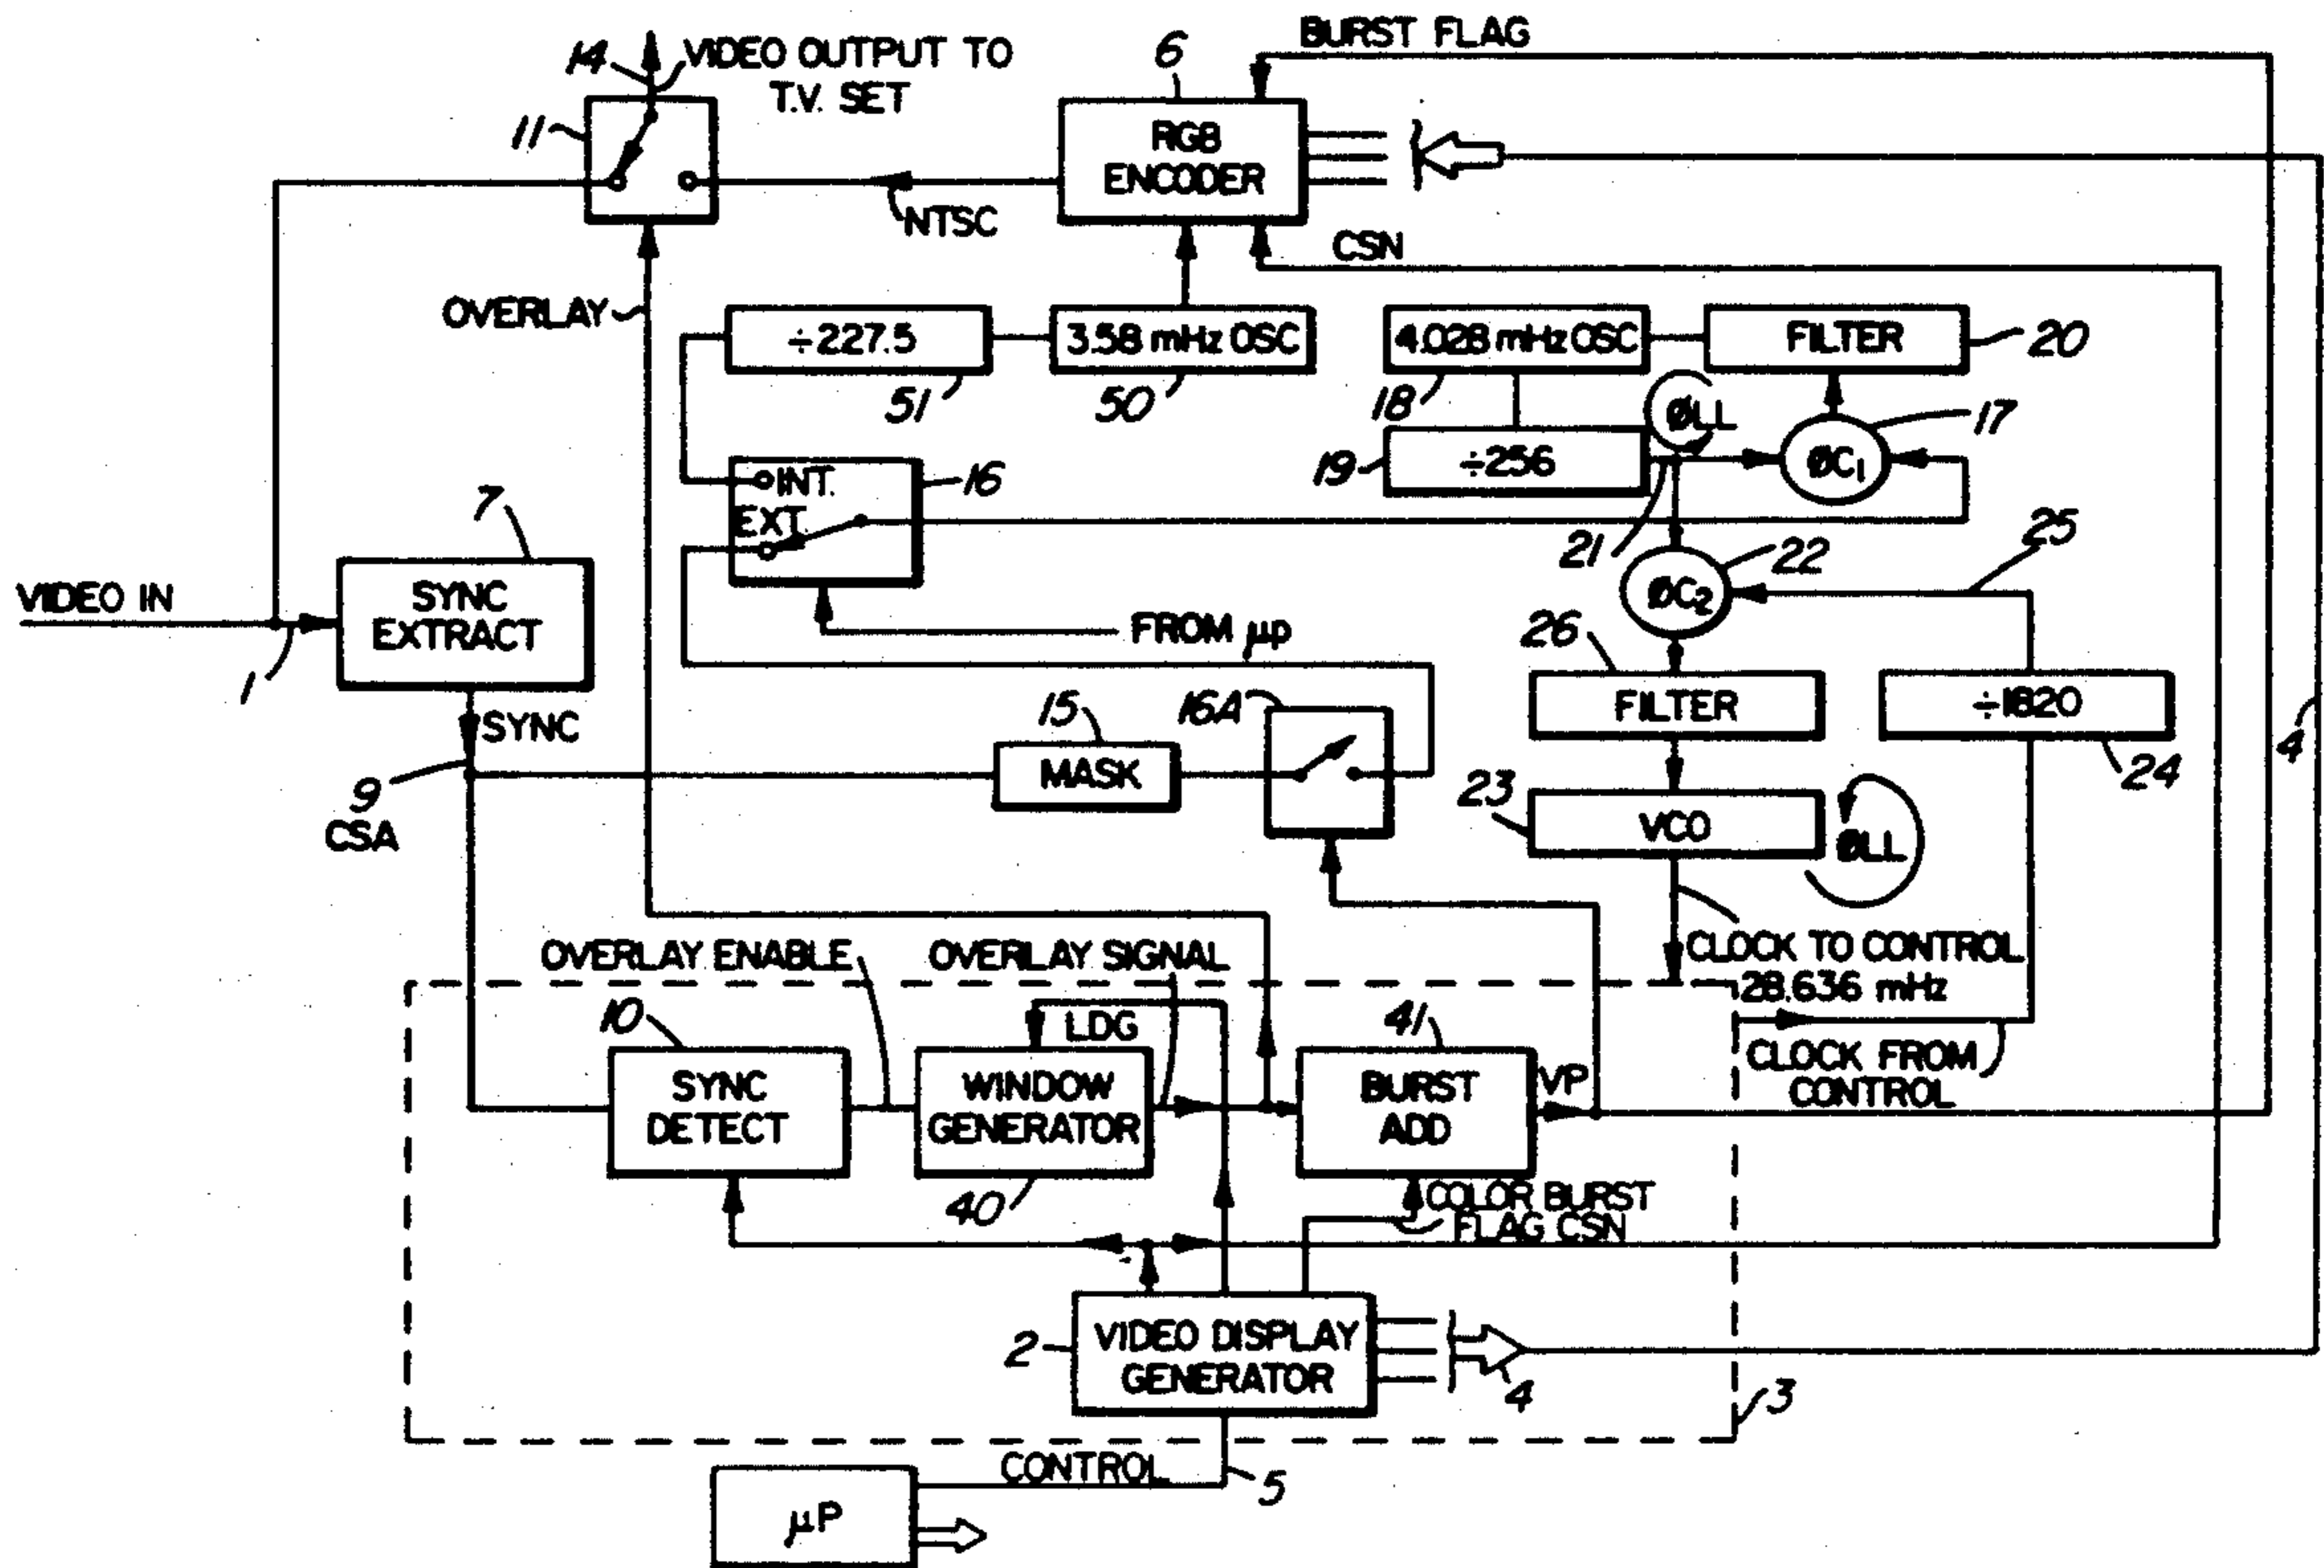 BURST FLAG
14
VIDEO OUTPUT TO
T.V. SET
6
11
RGB
ENCODER
NTSC
CSN
OVERLAY
÷227.5
3.58 mHz OSC
4.028 mHz OSC
FILTER
20
51
50
18
ØLL
17
19
÷256
ØC1
INT.
16
EXT.
21
25
7
22
ØC2
VIDEO IN
SYNC
EXTRACT
FROM µp
26
1
FILTER
÷1820
4
SYNC
15
16A
MASK
24
9
CSA
23
VCO
ØLL
OVERLAY ENABLE
OVERLAY SIGNAL
CLOCK TO CONTROL
28.636 mHz
10
LDG
41
SYNC
DETECT
WINDOW
GENERATOR
BURST
ADD
VP
CLOCK FROM
CONTROL
40
COLOR BURST
FLAG CSN
2
VIDEO DISPLAY
GENERATOR
4
3
CONTROL
5
µP